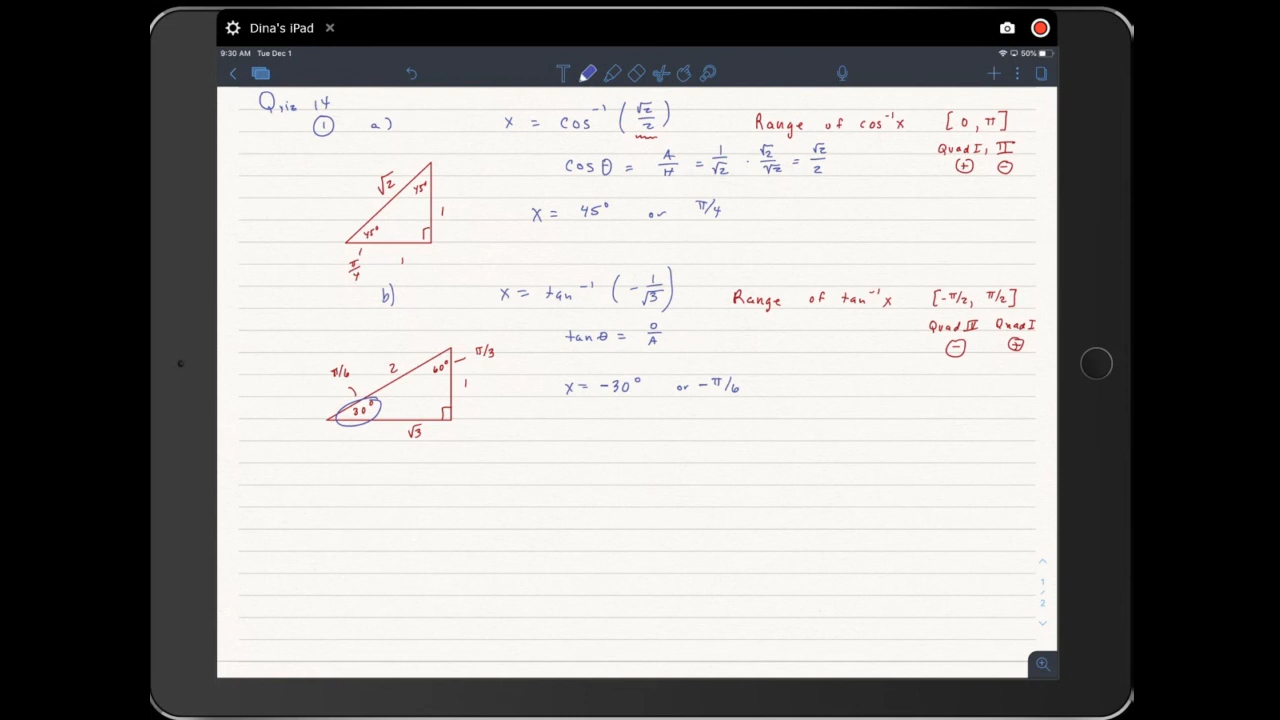 Dina's iPad ×
9:30 AM Tue Dec 1 50%
T
Quiz 14
① a) x = cos⁻¹ (√2/2) Range of cos⁻¹x [0, π]
Quad I, II
cos θ = A/H = 1/√2 · √2/√2 = √2/2 ⊕ ⊖
√2 45°
x = 45° or π/4
1
45°
π/4 1
b) x = tan⁻¹ (- 1/√3) Range of tan⁻¹x [-π/2, π/2]
Quad IV Quad I
tan θ = O/A ⊖ ⊕
π/3
π/6 2 60°
x = -30° or -π/6
1
30°
√3
1
/
2